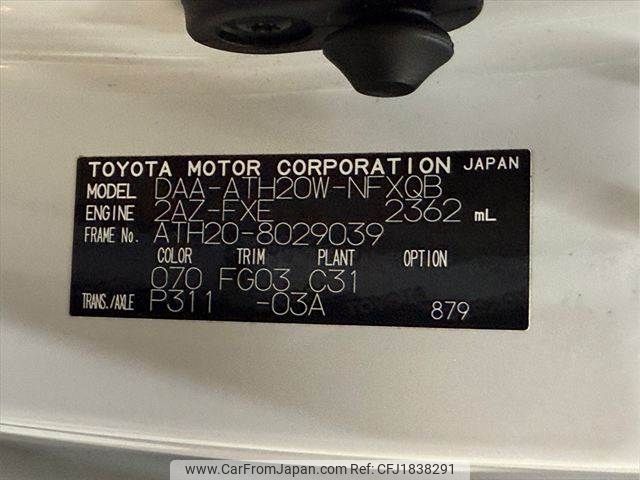 TOYOTA MOTOR CORPORATION JAPAN
MODEL DAA-ATH20W-NFXQB
ENGINE 2AZ-FXE 2362 mL
FRAME No. ATH20-8029039
COLOR TRIM PLANT OPTION
070 FG03 C31
TRANS./AXLE P311 -03A 879
www.CarFromJapan.com | Ref. No: CFJ1838291